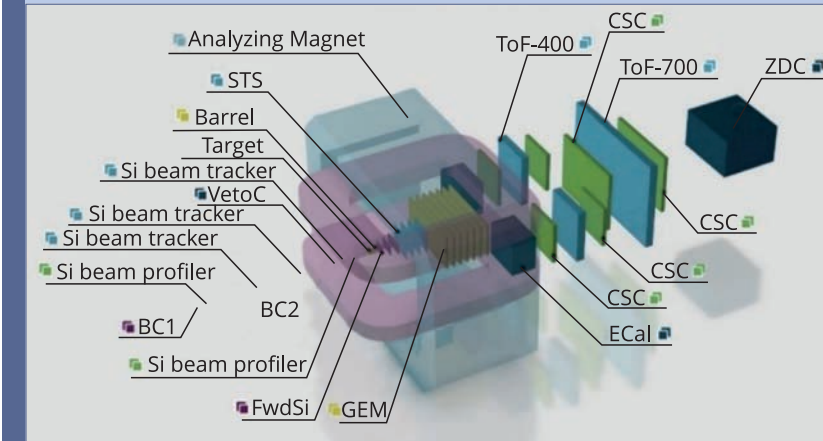 CSC
Analyzing Magnet
ToF-400
ToF-700
ZDC
STS
Barrel
Target
Si beam tracker
VetoC
Si beam tracker
Si beam tracker
Si beam profiler
BC2
BC1
Si beam profiler
FwdSi
GEM
CSC
CSC
CSC
ECal